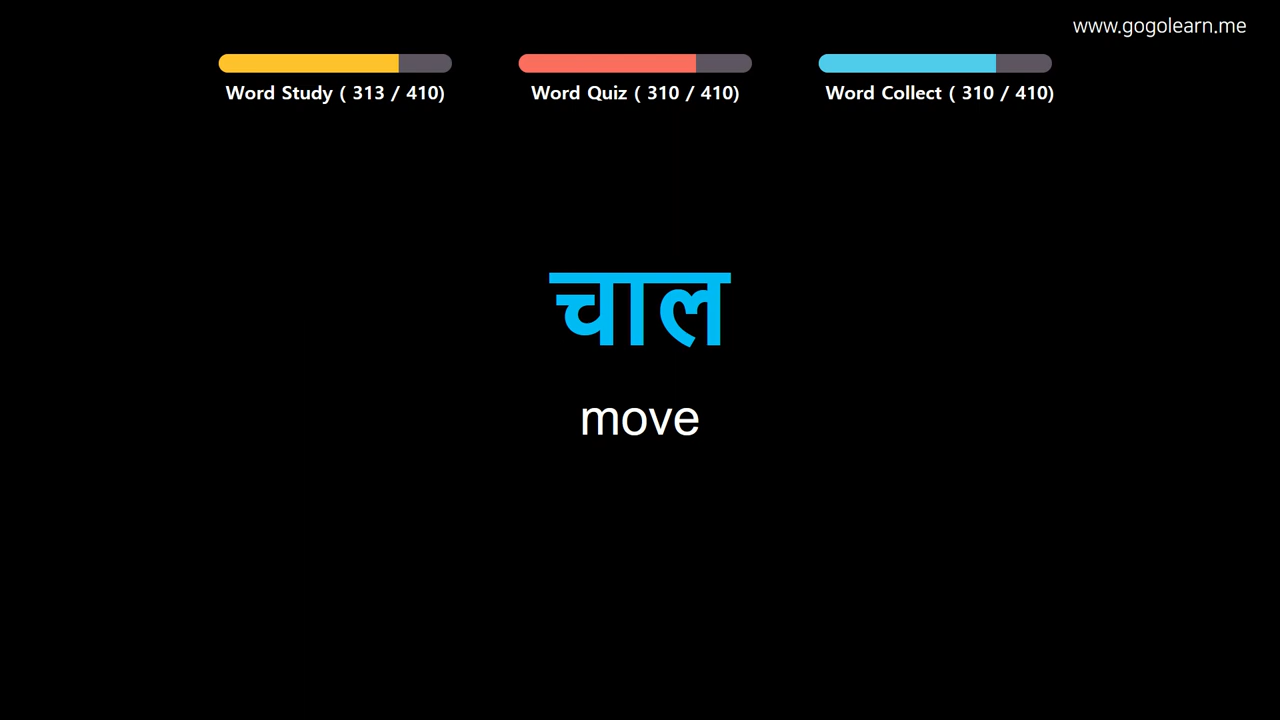 www.gogolearn.me
Word Study ( 313 / 410)
Word Quiz ( 310 / 410)
Word Collect ( 310 / 410)
चाल
move